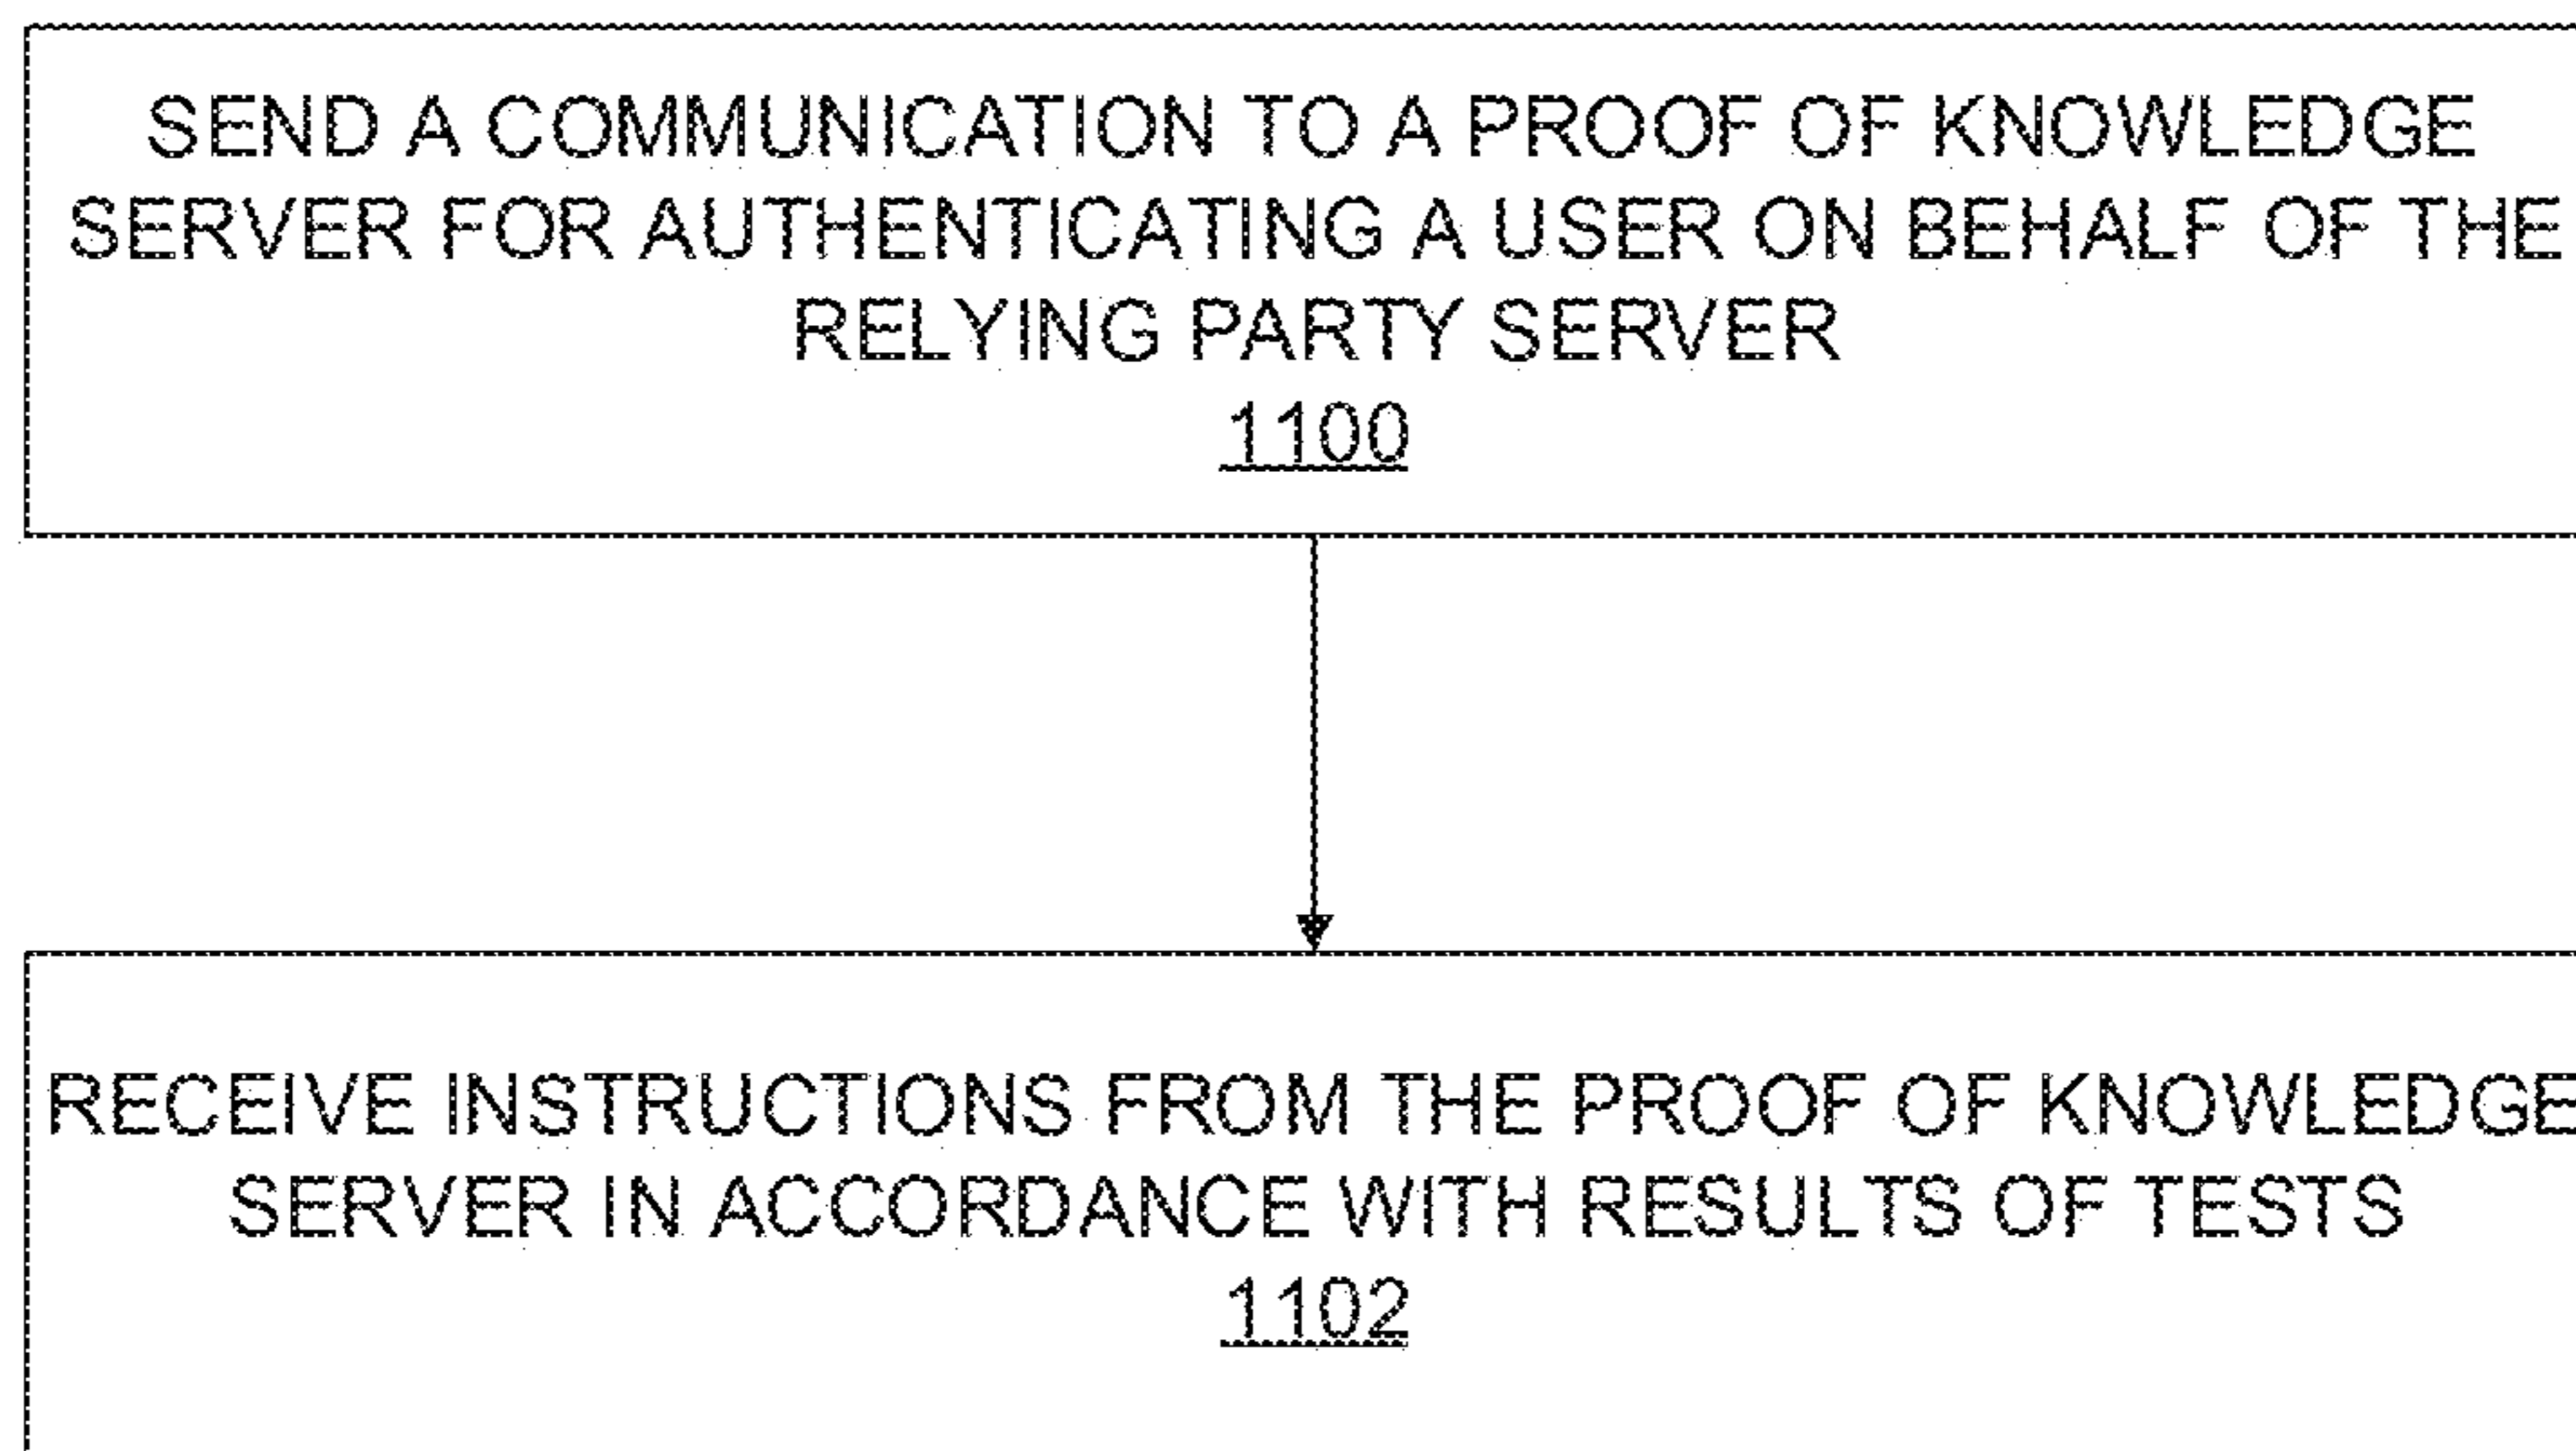 SEND A COMMUNICATION TO A PROOF OF KNOWLEDGE
SERVER FOR AUTHENTICATING A USER ON BEHALF OF THE
RELYING PARTY SERVER
1100
RECEIVE INSTRUCTIONS FROM THE PROOF OF KNOWLEDGE
SERVER IN ACCORDANCE WITH RESULTS OF TESTS
1102